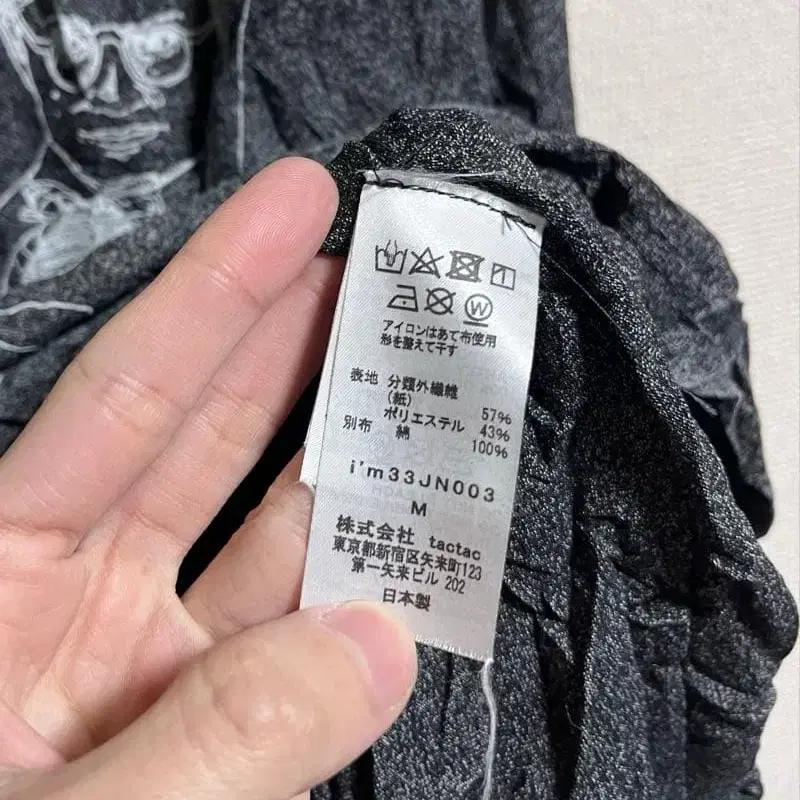 アイロンはあて布使用
形を整えて干す
表地 分類外繊維
(紙) 57%
ポリエステル 43%
別布 綿 100%
i'm33JN003
M
株式会社 tactac
東京都新宿区矢来町123
第一矢来ビル 202
日本製